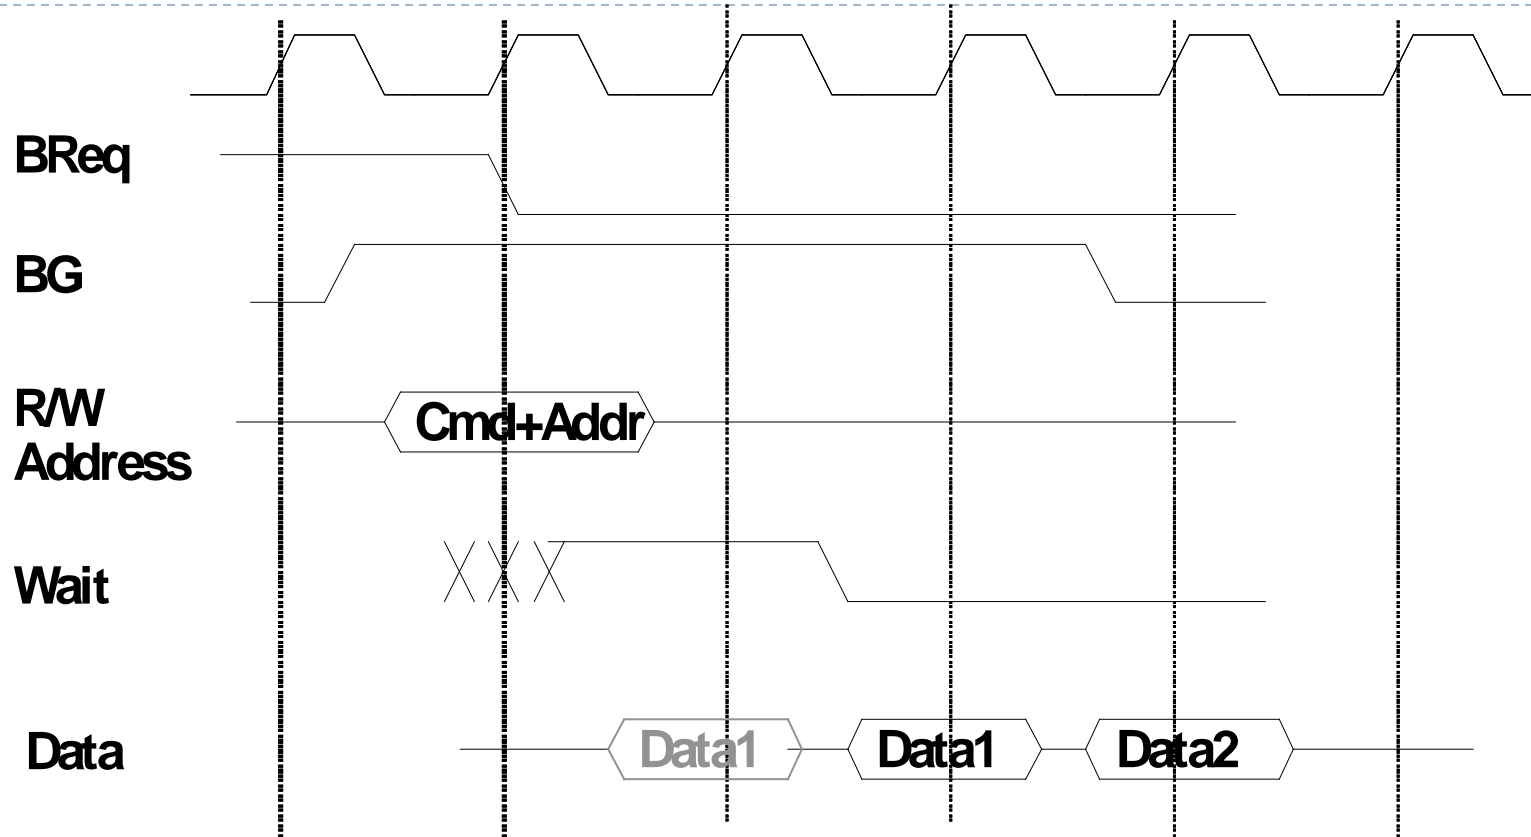 BReq
BG
R/W
Address
Cmd+Addr
Wait
Data
Data1
Data1
Data2